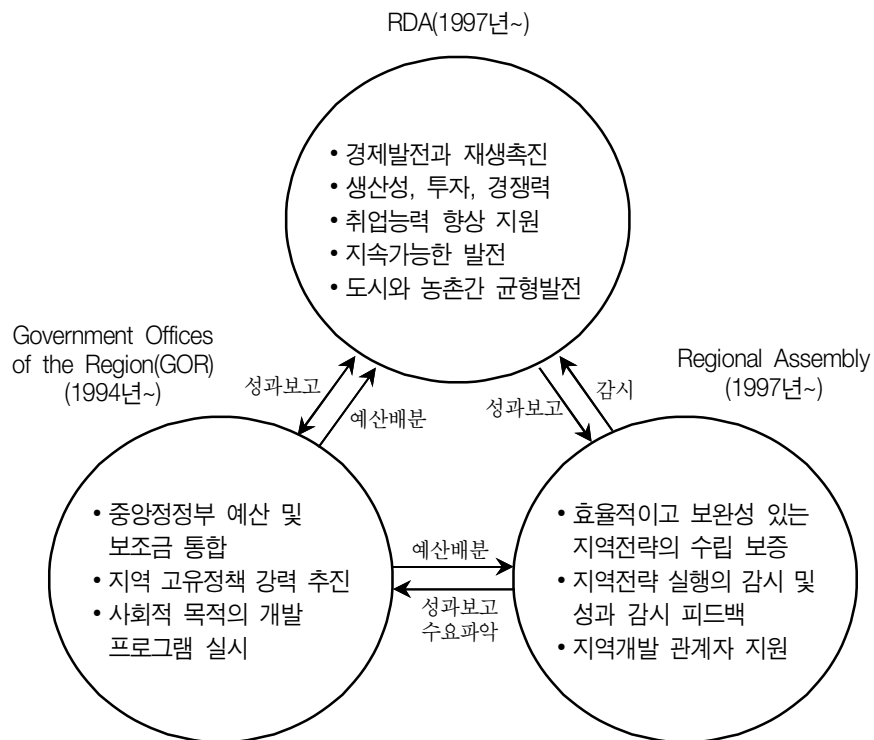 RDA(1997년~)
• 경제발전과 재생촉진
• 생산성, 투자, 경쟁력
• 취업능력 향상 지원
• 지속가능한 발전
• 도시와 농촌간 균형발전
Government Offices
of the Region(GOR)
(1994년~)
Regional Assembly
(1997년~)
성과보고
예산배분
성과보고
감시
• 중앙정정부 예산 및
보조금 통합
• 지역 고유정책 강력 추진
• 사회적 목적의 개발
프로그램 실시
예산배분
성과보고
수요파악
• 효율적이고 보완성 있는
지역전략의 수립 보증
• 지역전략 실행의 감시 및
성과 감시 피드백
• 지역개발 관계자 지원